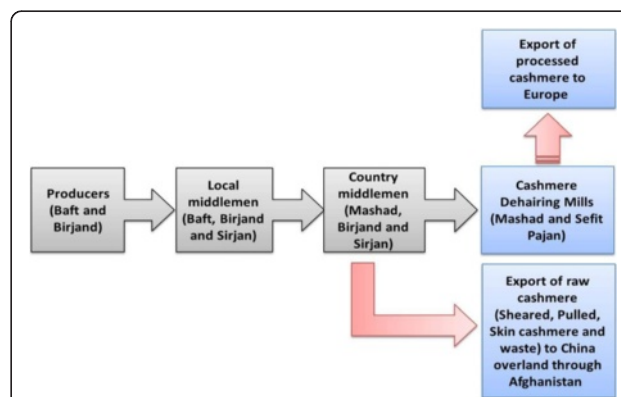 Export of
processed
cashmere to
Europe
Producers
(Baft and
Birjand)
Local
middlemen
(Baft, Birjand
and Sirjan)
Country
middlemen
(Mashad,
Birjand and
Sirjan)
Cashmere
Dehairing Mills
(Mashad and Sefit
Pajan)
Export of raw
cashmere
(Sheared, Pulled,
Skin cashmere and
waste) to China
overland through
Afghanistan